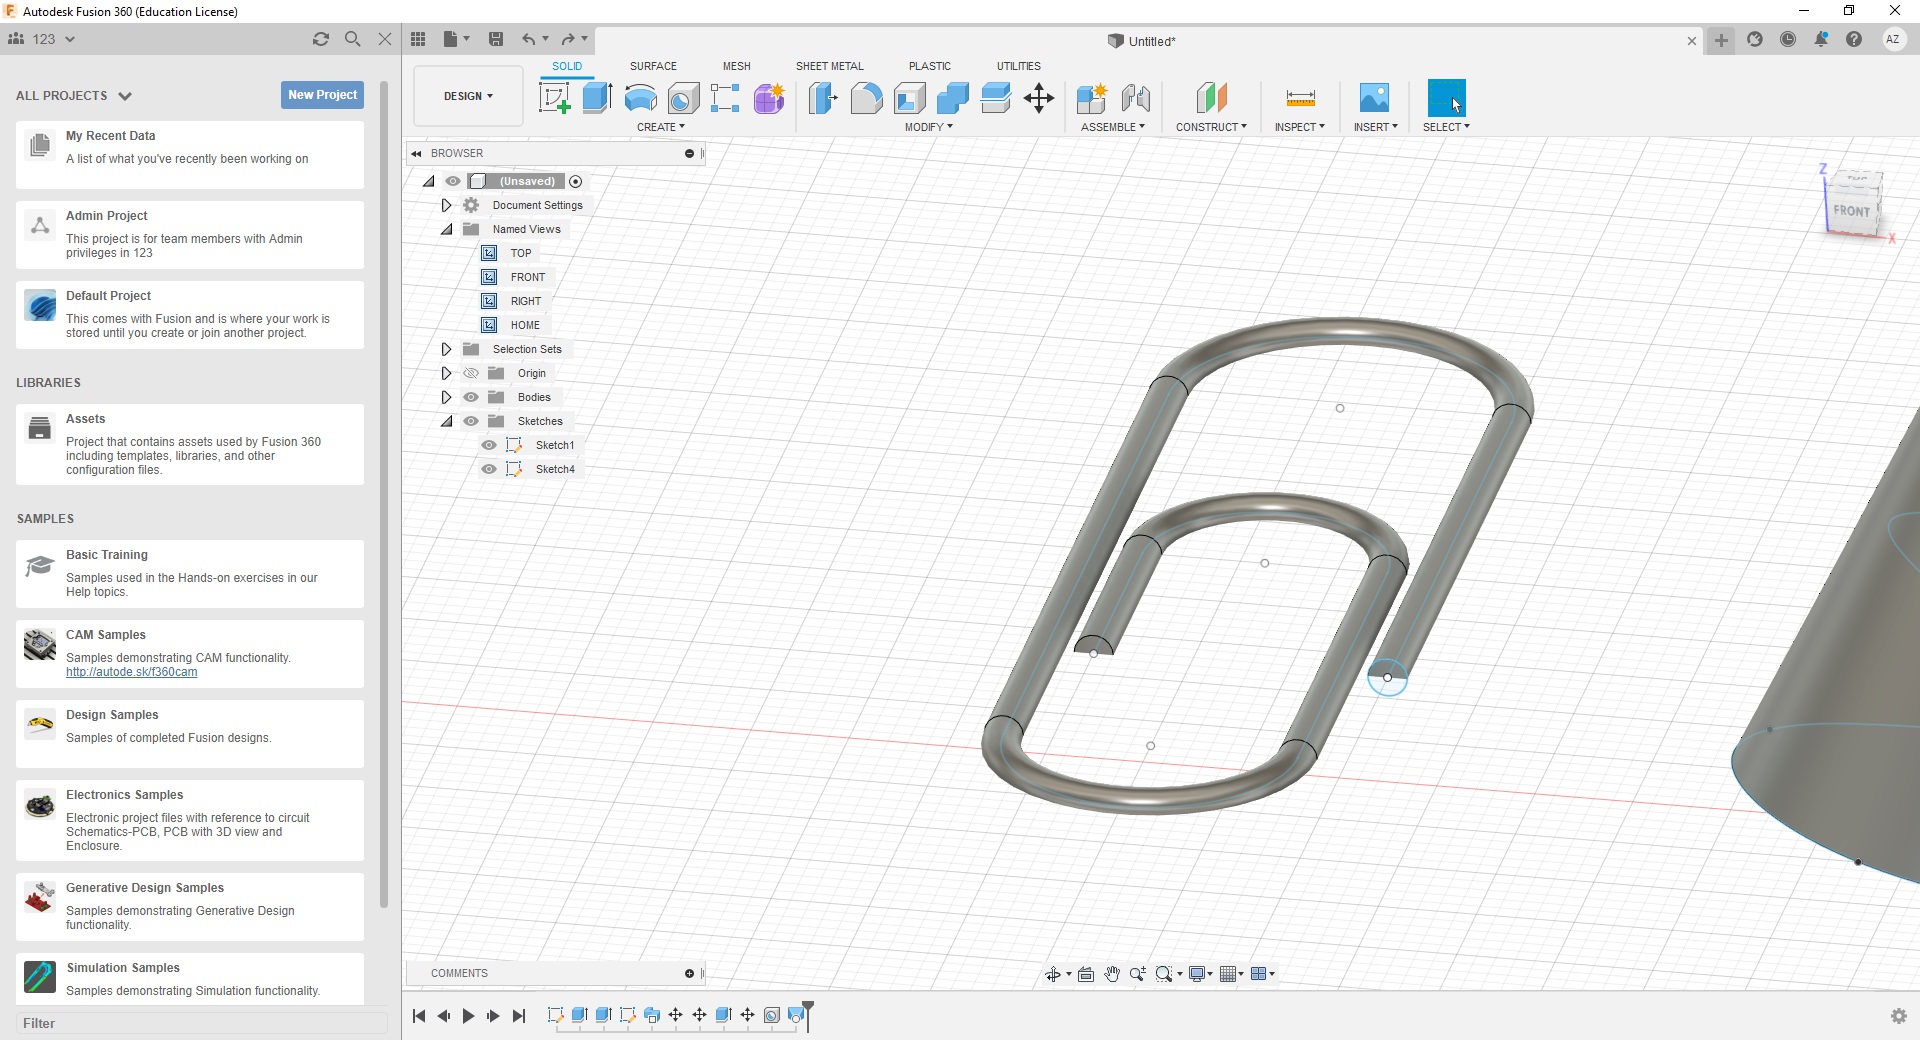 Autodesk Fusion 360 (Education License)
123
Untitled*
AZ
ALL PROJECTS
New Project
My Recent Data
A list of what you've recently been working on
Admin Project
This project is for team members with Admin
privileges in 123
Default Project
This comes with Fusion and is where your work is
stored until you create or join another project.
LIBRARIES
Assets
Project that contains assets used by Fusion 360
including templates, libraries, and other
configuration files.
SAMPLES
Basic Training
Samples used in the Hands-on exercises in our
Help topics.
CAM Samples
Samples demonstrating CAM functionality.
http://autode.sk/f360cam
Design Samples
Samples of completed Fusion designs.
Electronics Samples
Electronic project files with reference to circuit
Schematics-PCB, PCB with 3D view and
Enclosure.
Generative Design Samples
Samples demonstrating Generative Design
functionality.
Simulation Samples
Samples demonstrating Simulation functionality.
Filter
DESIGN
SOLID
SURFACE
MESH
SHEET METAL
PLASTIC
UTILITIES
CREATE
MODIFY
ASSEMBLE
CONSTRUCT
INSPECT
INSERT
SELECT
BROWSER
(Unsaved)
Document Settings
Named Views
TOP
FRONT
RIGHT
HOME
Selection Sets
Origin
Bodies
Sketches
Sketch1
Sketch4
Z
TOP
FRONT
X
COMMENTS